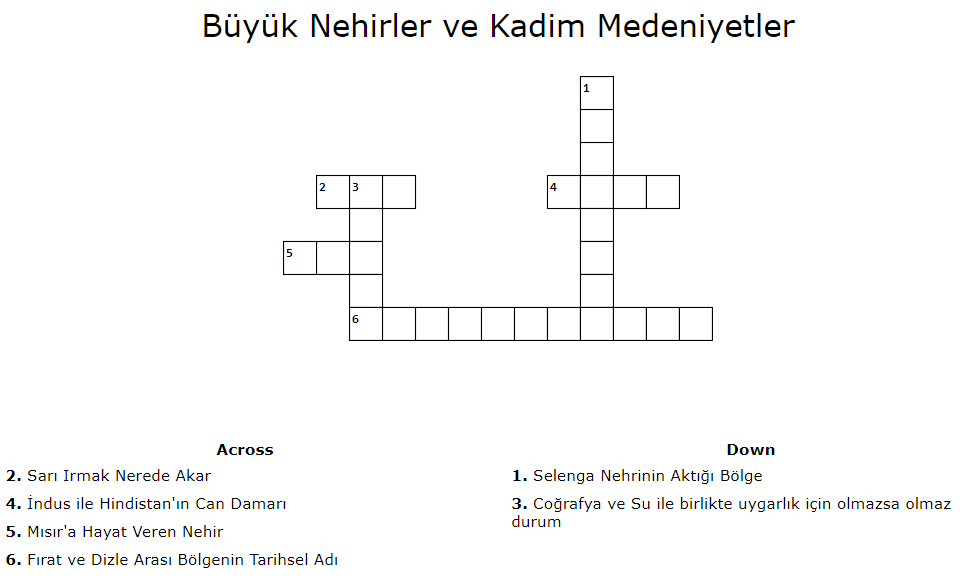 Büyük Nehirler ve Kadim Medeniyetler
1
2
3
4
5
6
Across
2. Sarı Irmak Nerede Akar
4. İndus ile Hindistan'ın Can Damarı
5. Mısır'a Hayat Veren Nehir
6. Fırat ve Dizle Arası Bölgenin Tarihsel Adı
Down
1. Selenga Nehrinin Aktığı Bölge
3. Coğrafya ve Su ile birlikte uygarlık için olmazsa olmaz
durum